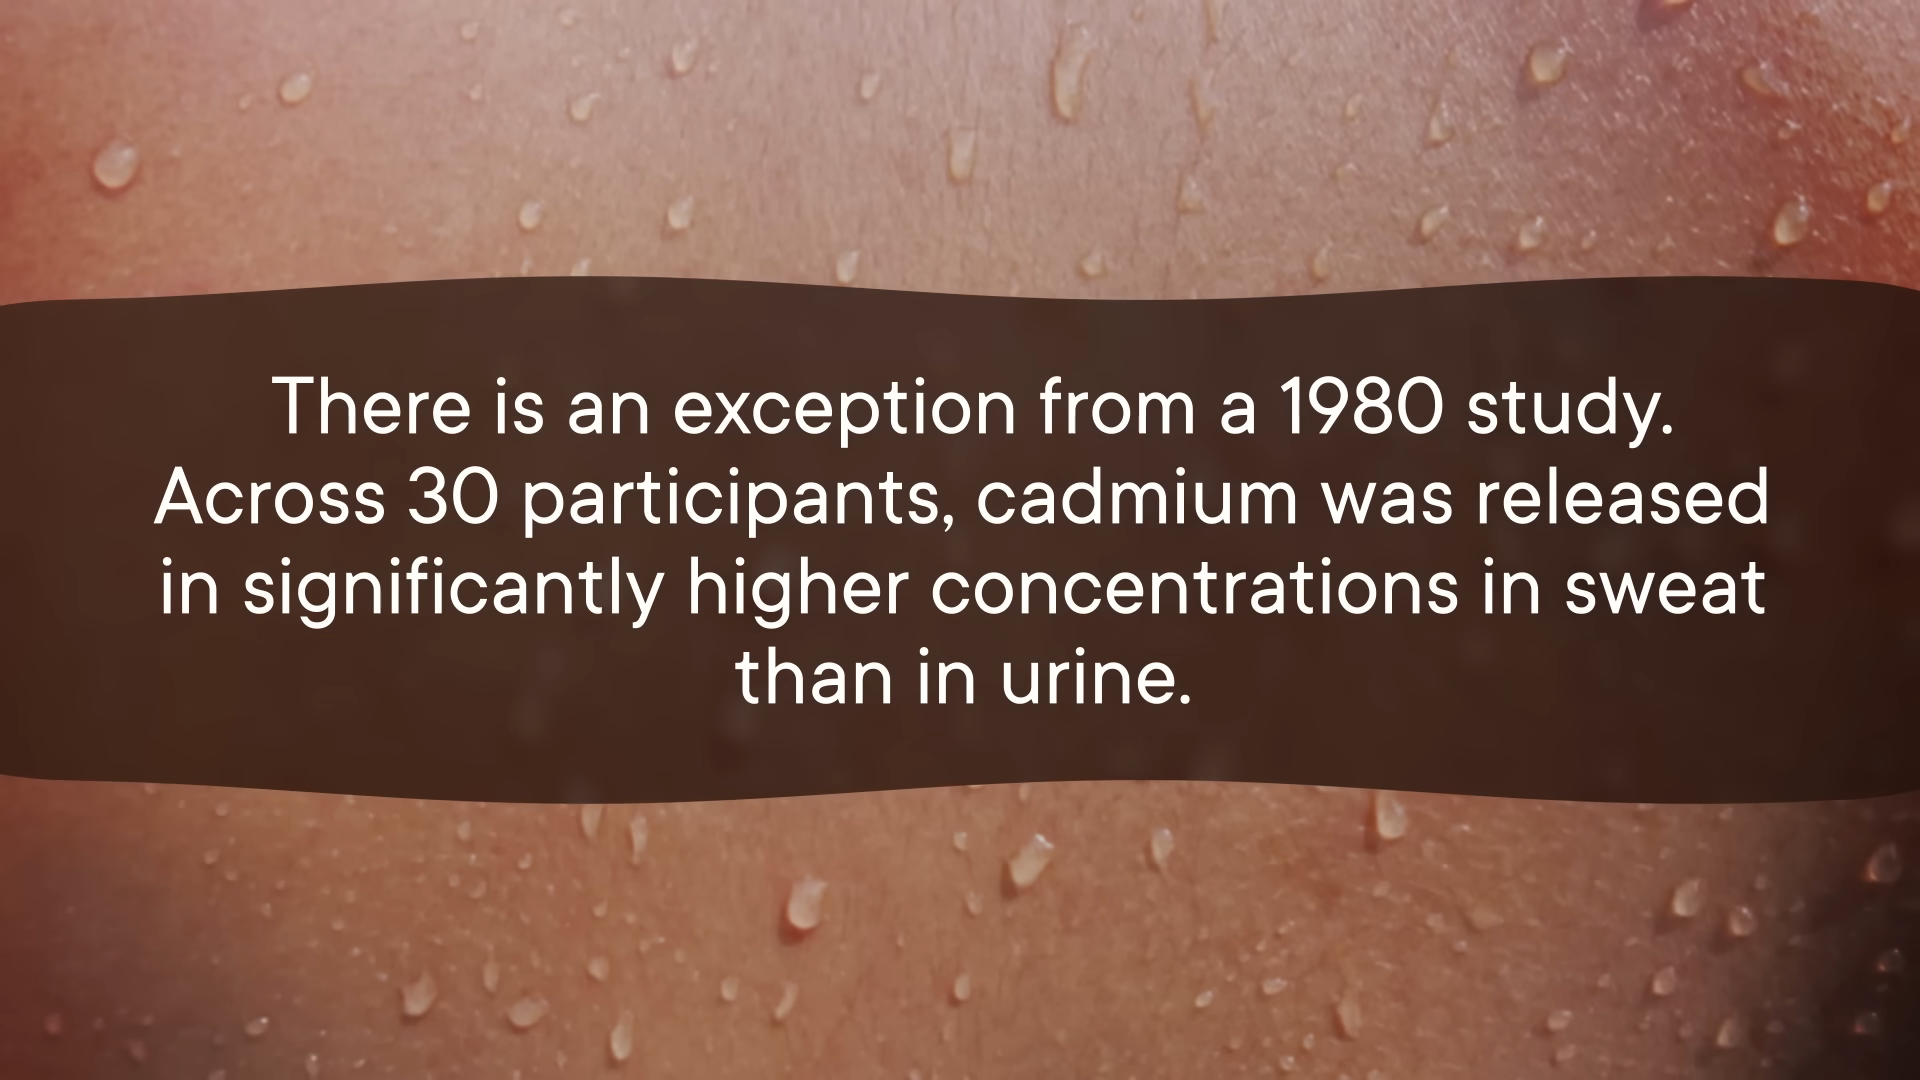 There is an exception from a 1980 study.
Across 30 participants, cadmium was released
in significantly higher concentrations in sweat
than in urine.